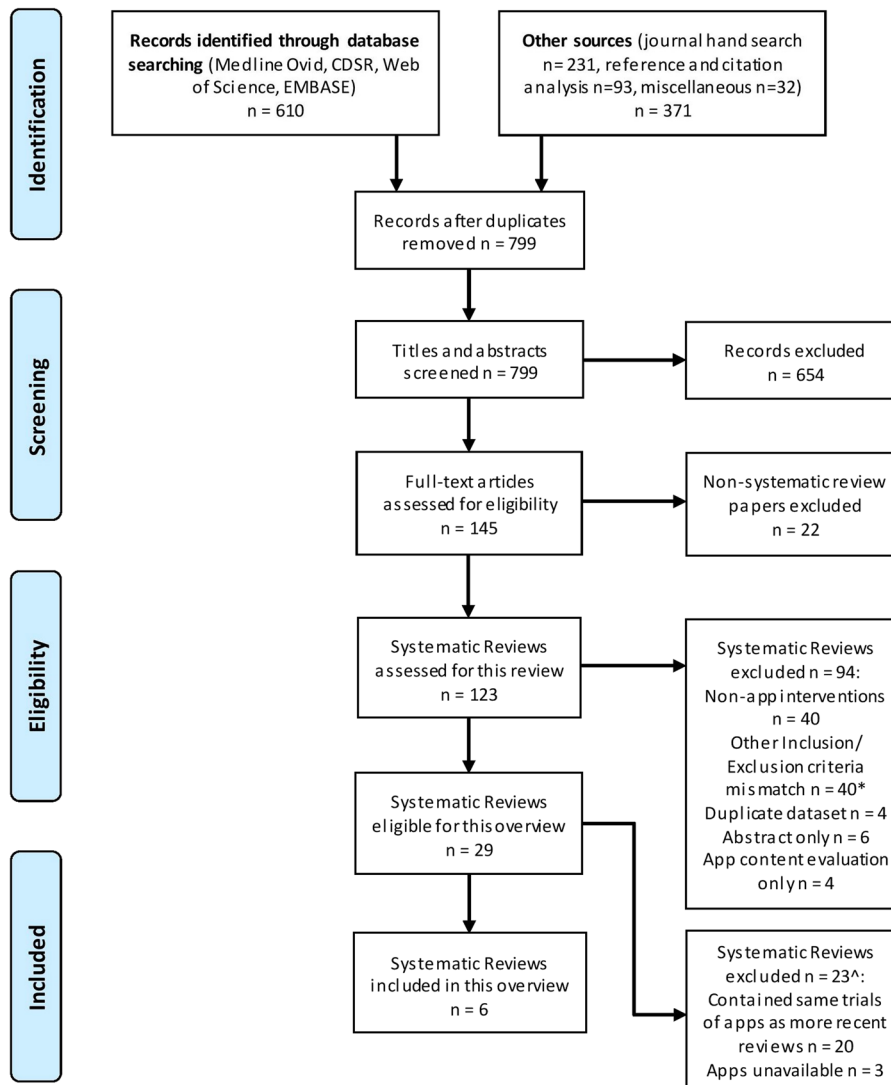 Identification
Records identified through database
searching (Medline Ovid, CDSR, Web
of Science, EMBASE)
n = 610
Other sources (journal hand search
n= 231, reference and citation
analysis n=93, miscellaneous n=32)
n = 371
Records after duplicates
removed n = 799
Screening
Titles and abstracts
screened n = 799
Records excluded
n = 654
Full-text articles
assessed for eligibility
n = 145
Non-systematic review
papers excluded
n = 22
Eligibility
Systematic Reviews
assessed for this review
n = 123
Systematic Reviews
excluded n = 94:
Non-app interventions
n = 40
Other Inclusion/
Exclusion criteria
mismatch n = 40*
Duplicate dataset n = 4
Abstract only n = 6
App content evaluation
only n = 4
Systematic Reviews
eligible for this overview
n = 29
Included
Systematic Reviews
included in this overview
n = 6
Systematic Reviews
excluded n = 23^:
Contained same trials
of apps as more recent
reviews n = 20
Apps unavailable n = 3